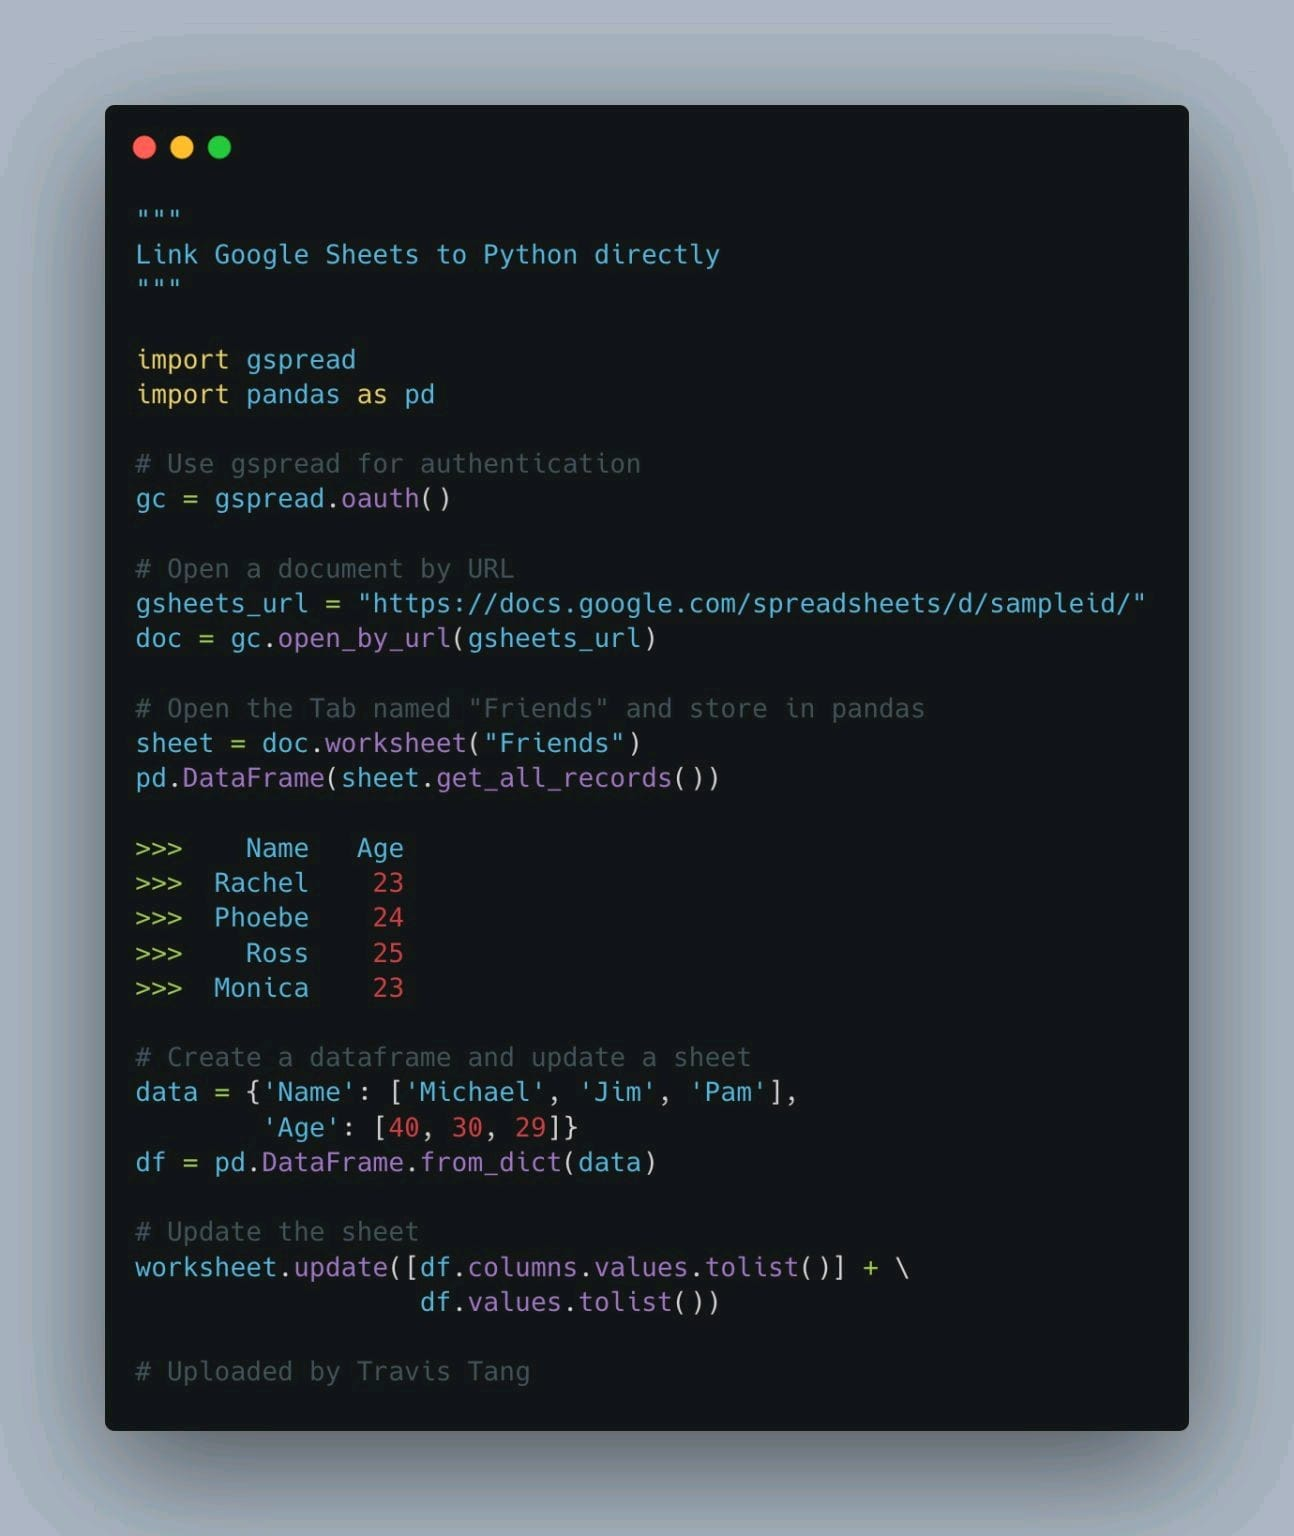 """
Link Google Sheets to Python directly
"""
import gspread
import pandas as pd
# Use gspread for authentication
gc = gspread.oauth()
# Open a document by URL
gsheets_url = "https://docs.google.com/spreadsheets/d/sampleid/"
doc = gc.open_by_url(gsheets_url)
# Open the Tab named "Friends" and store in pandas
sheet = doc.worksheet("Friends")
pd.DataFrame(sheet.get_all_records())
>>>    Name   Age
>>>  Rachel    23
>>>  Phoebe    24
>>>    Ross    25
>>>  Monica    23
# Create a dataframe and update a sheet
data = {'Name': ['Michael', 'Jim', 'Pam'],
        'Age': [40, 30, 29]}
df = pd.DataFrame.from_dict(data)
# Update the sheet
worksheet.update([df.columns.values.tolist()] + \
                  df.values.tolist())
# Uploaded by Travis Tang